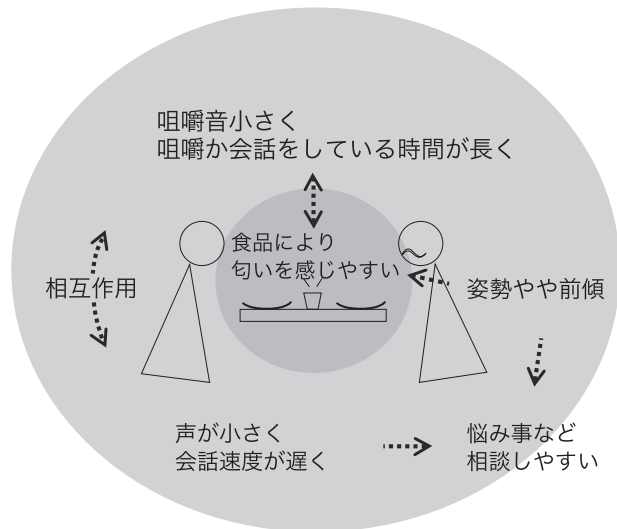 咀嚼音小さく
咀嚼か会話をしている時間が長く
食品により
匂いを感じやすい
相互作用
姿勢やや前傾
声が小さく
会話速度が遅く
悩み事など
相談しやすい